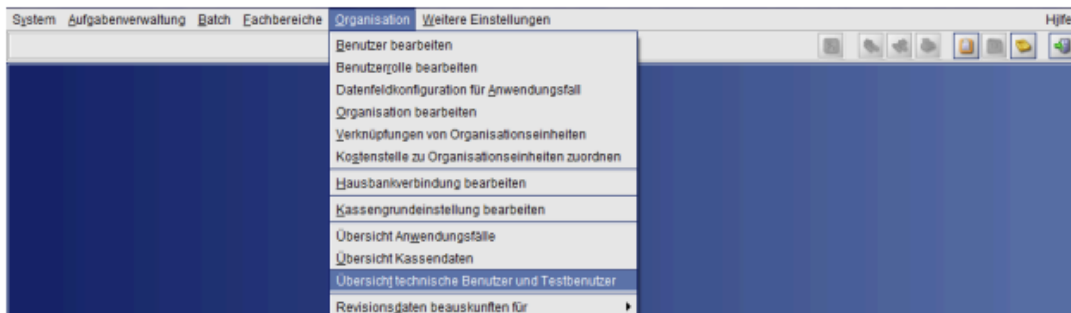 System Aufgabenverwaltung Batch Fachbereiche Organisation Weitere Einstellungen Hilfe
Benutzer bearbeiten
Benutzerrolle bearbeiten
Datenfeldkonfiguration für Anwendungsfall
Organisation bearbeiten
Verknüpfungen von Organisationseinheiten
Kostenstelle zu Organisationseinheiten zuordnen
Hausbankverbindung bearbeiten
Kassengrundeinstellung bearbeiten
Übersicht Anwendungsfälle
Übersicht Kassendaten
Übersicht technische Benutzer und Testbenutzer
Revisionsdaten beauskunften für